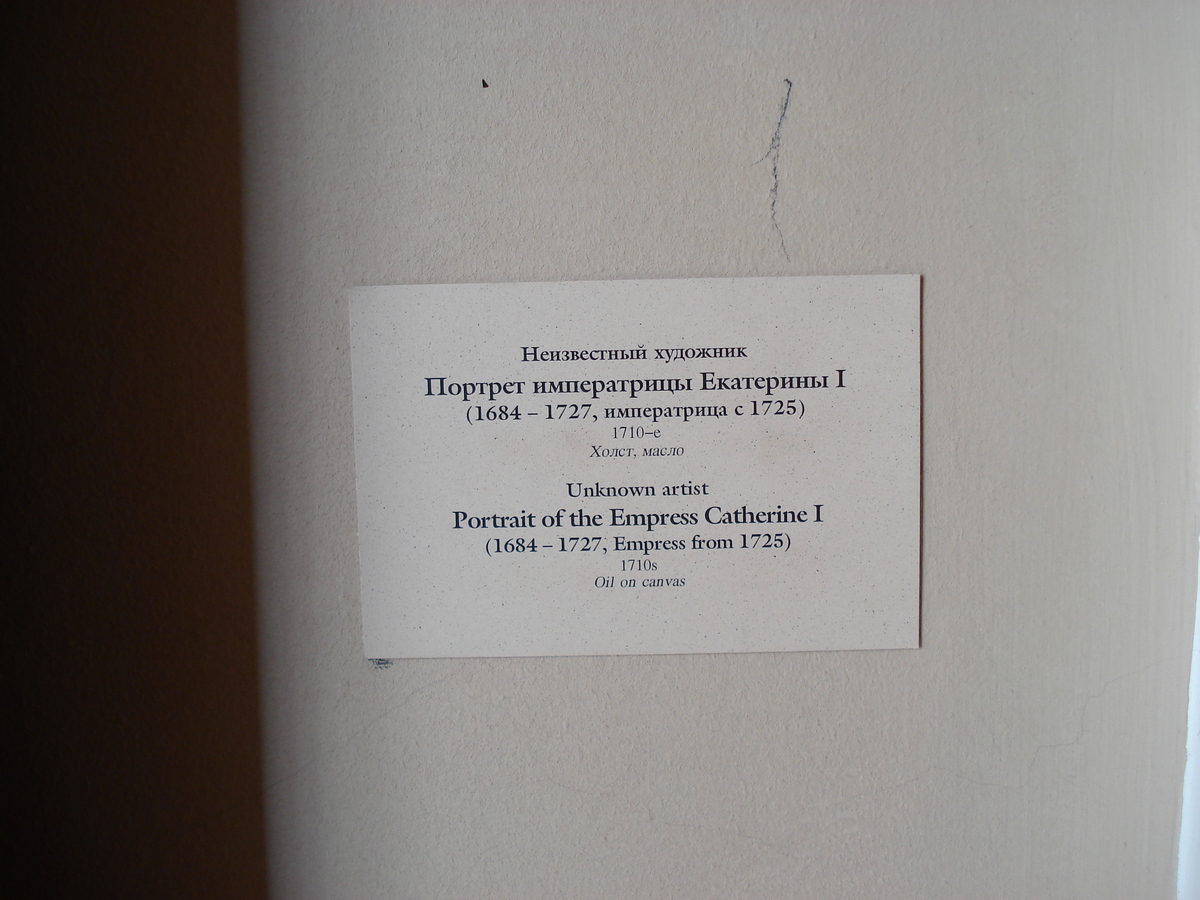 Неизвестный художник
Портрет императрицы Екатерины I
(1684 – 1727, императрица с 1725)
1710–е
Холст, масло
Unknown artist
Portrait of the Empress Catherine I
(1684 – 1727, Empress from 1725)
1710s
Oil on canvas